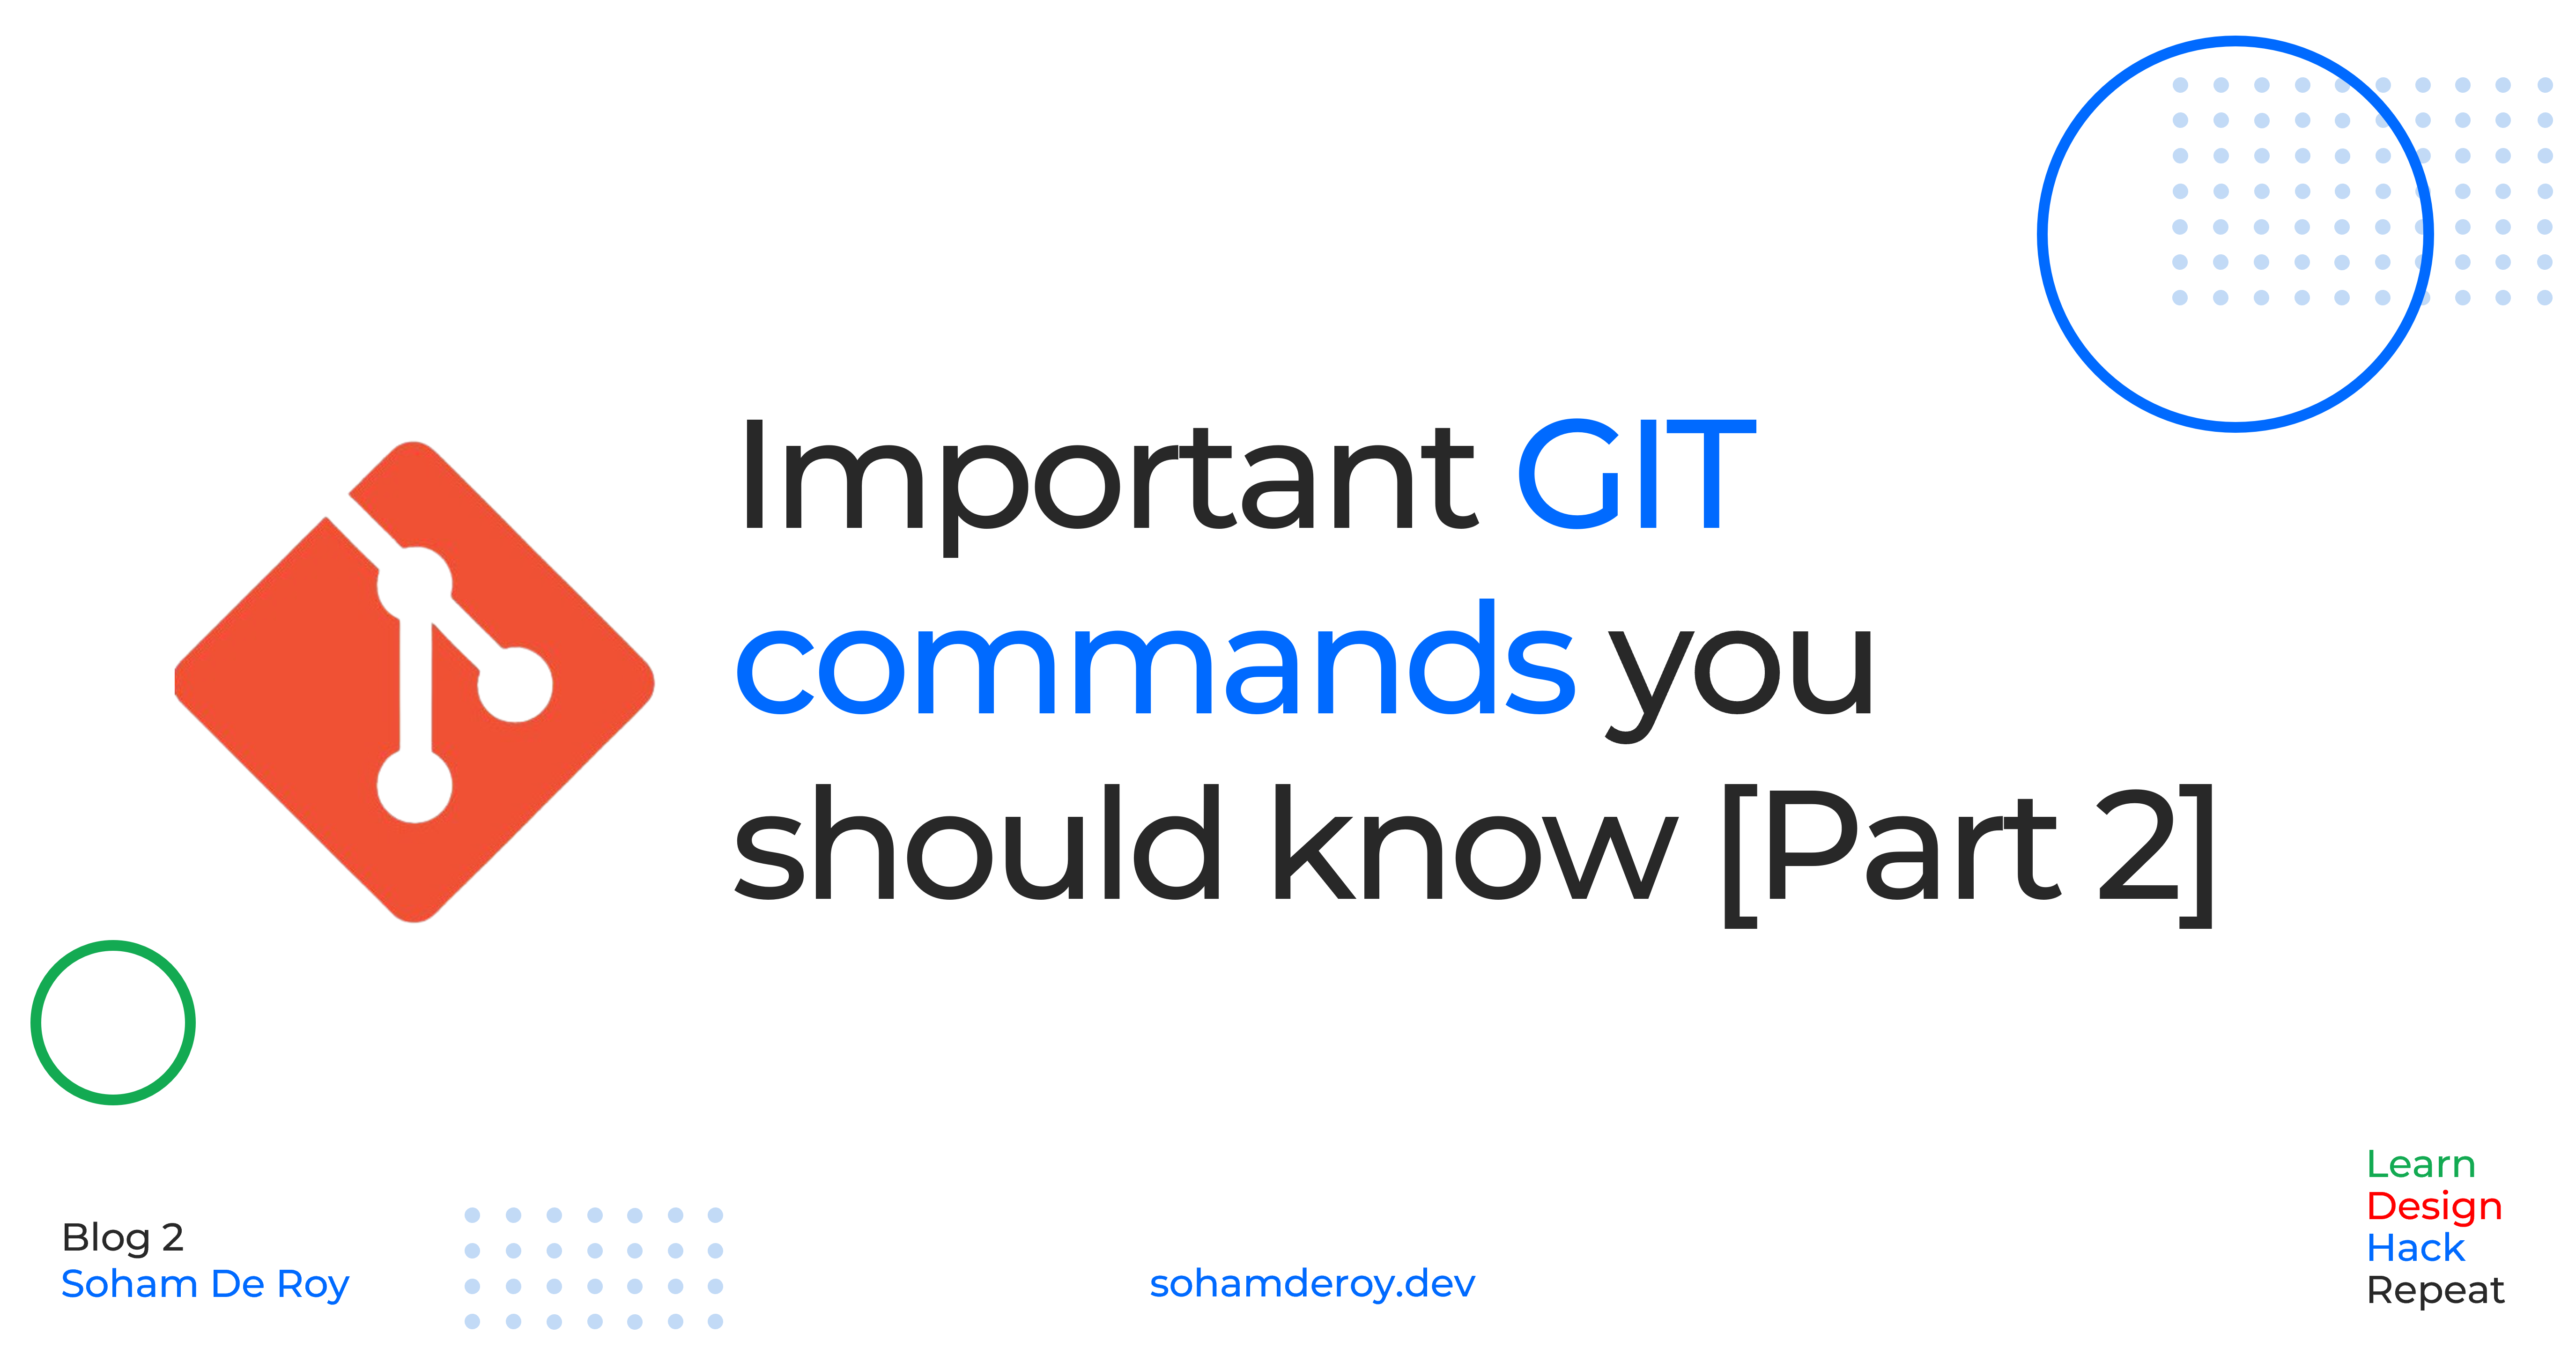 Important GIT
commands you
should know [Part 2]
Blog 2
Soham De Roy
sohamderoy.dev
Learn
Design
Hack
Repeat